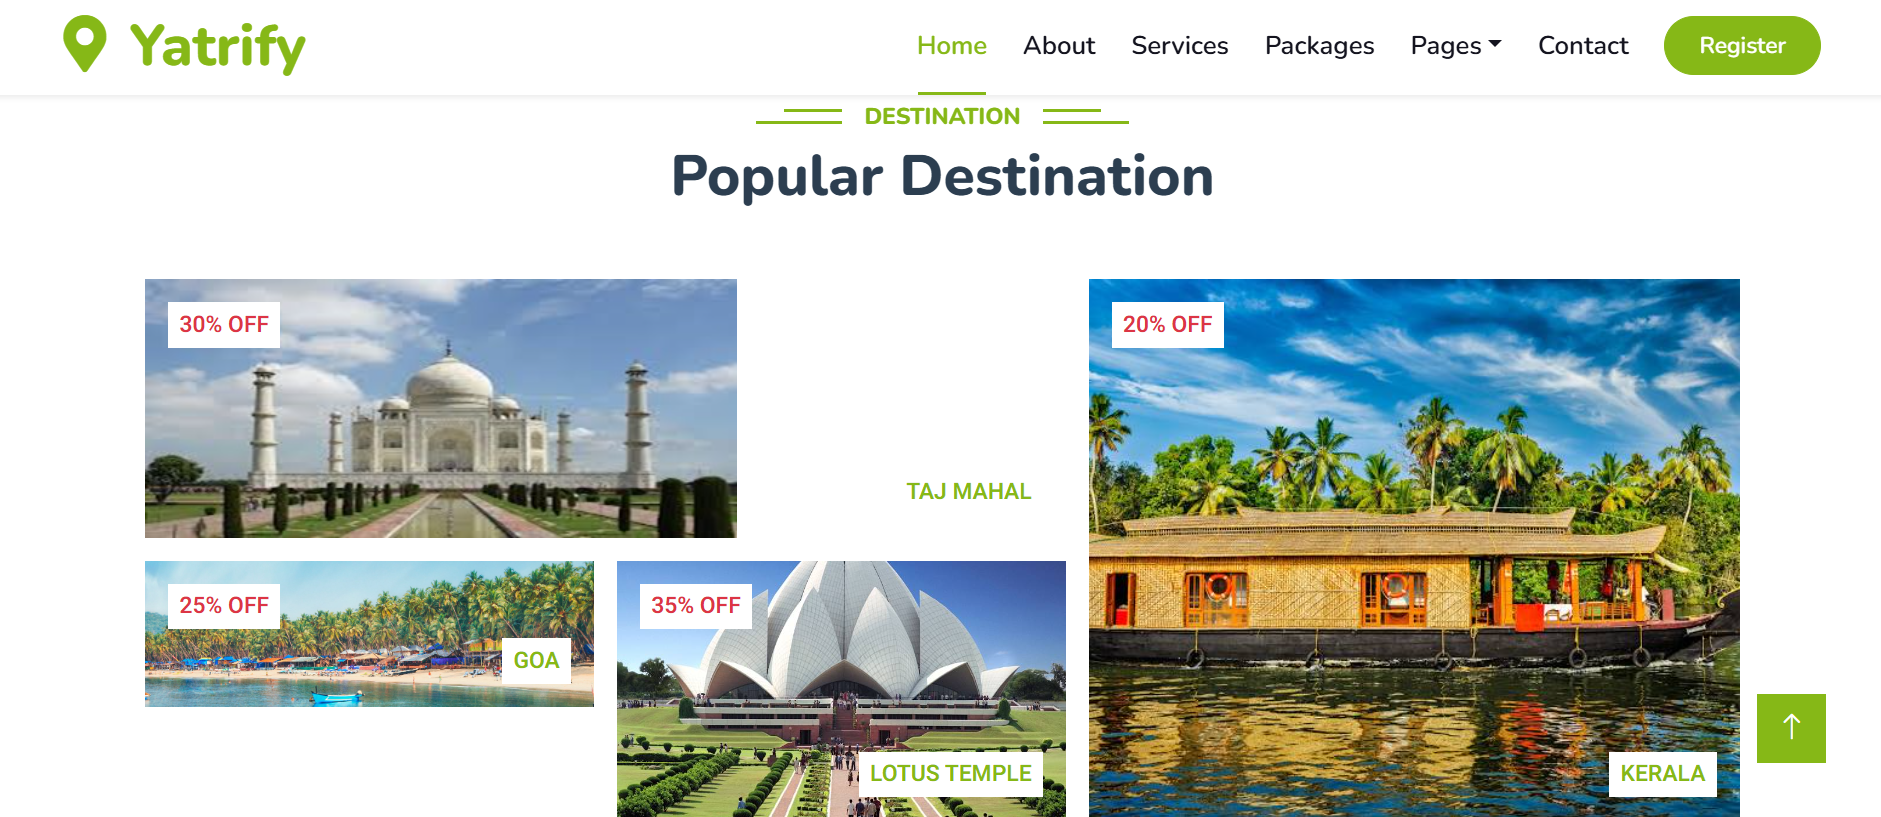 Yatrify
Home About Services Packages Pages Contact Register
DESTINATION
Popular Destination
30% OFF
TAJ MAHAL
20% OFF
KERALA
25% OFF
GOA
35% OFF
LOTUS TEMPLE